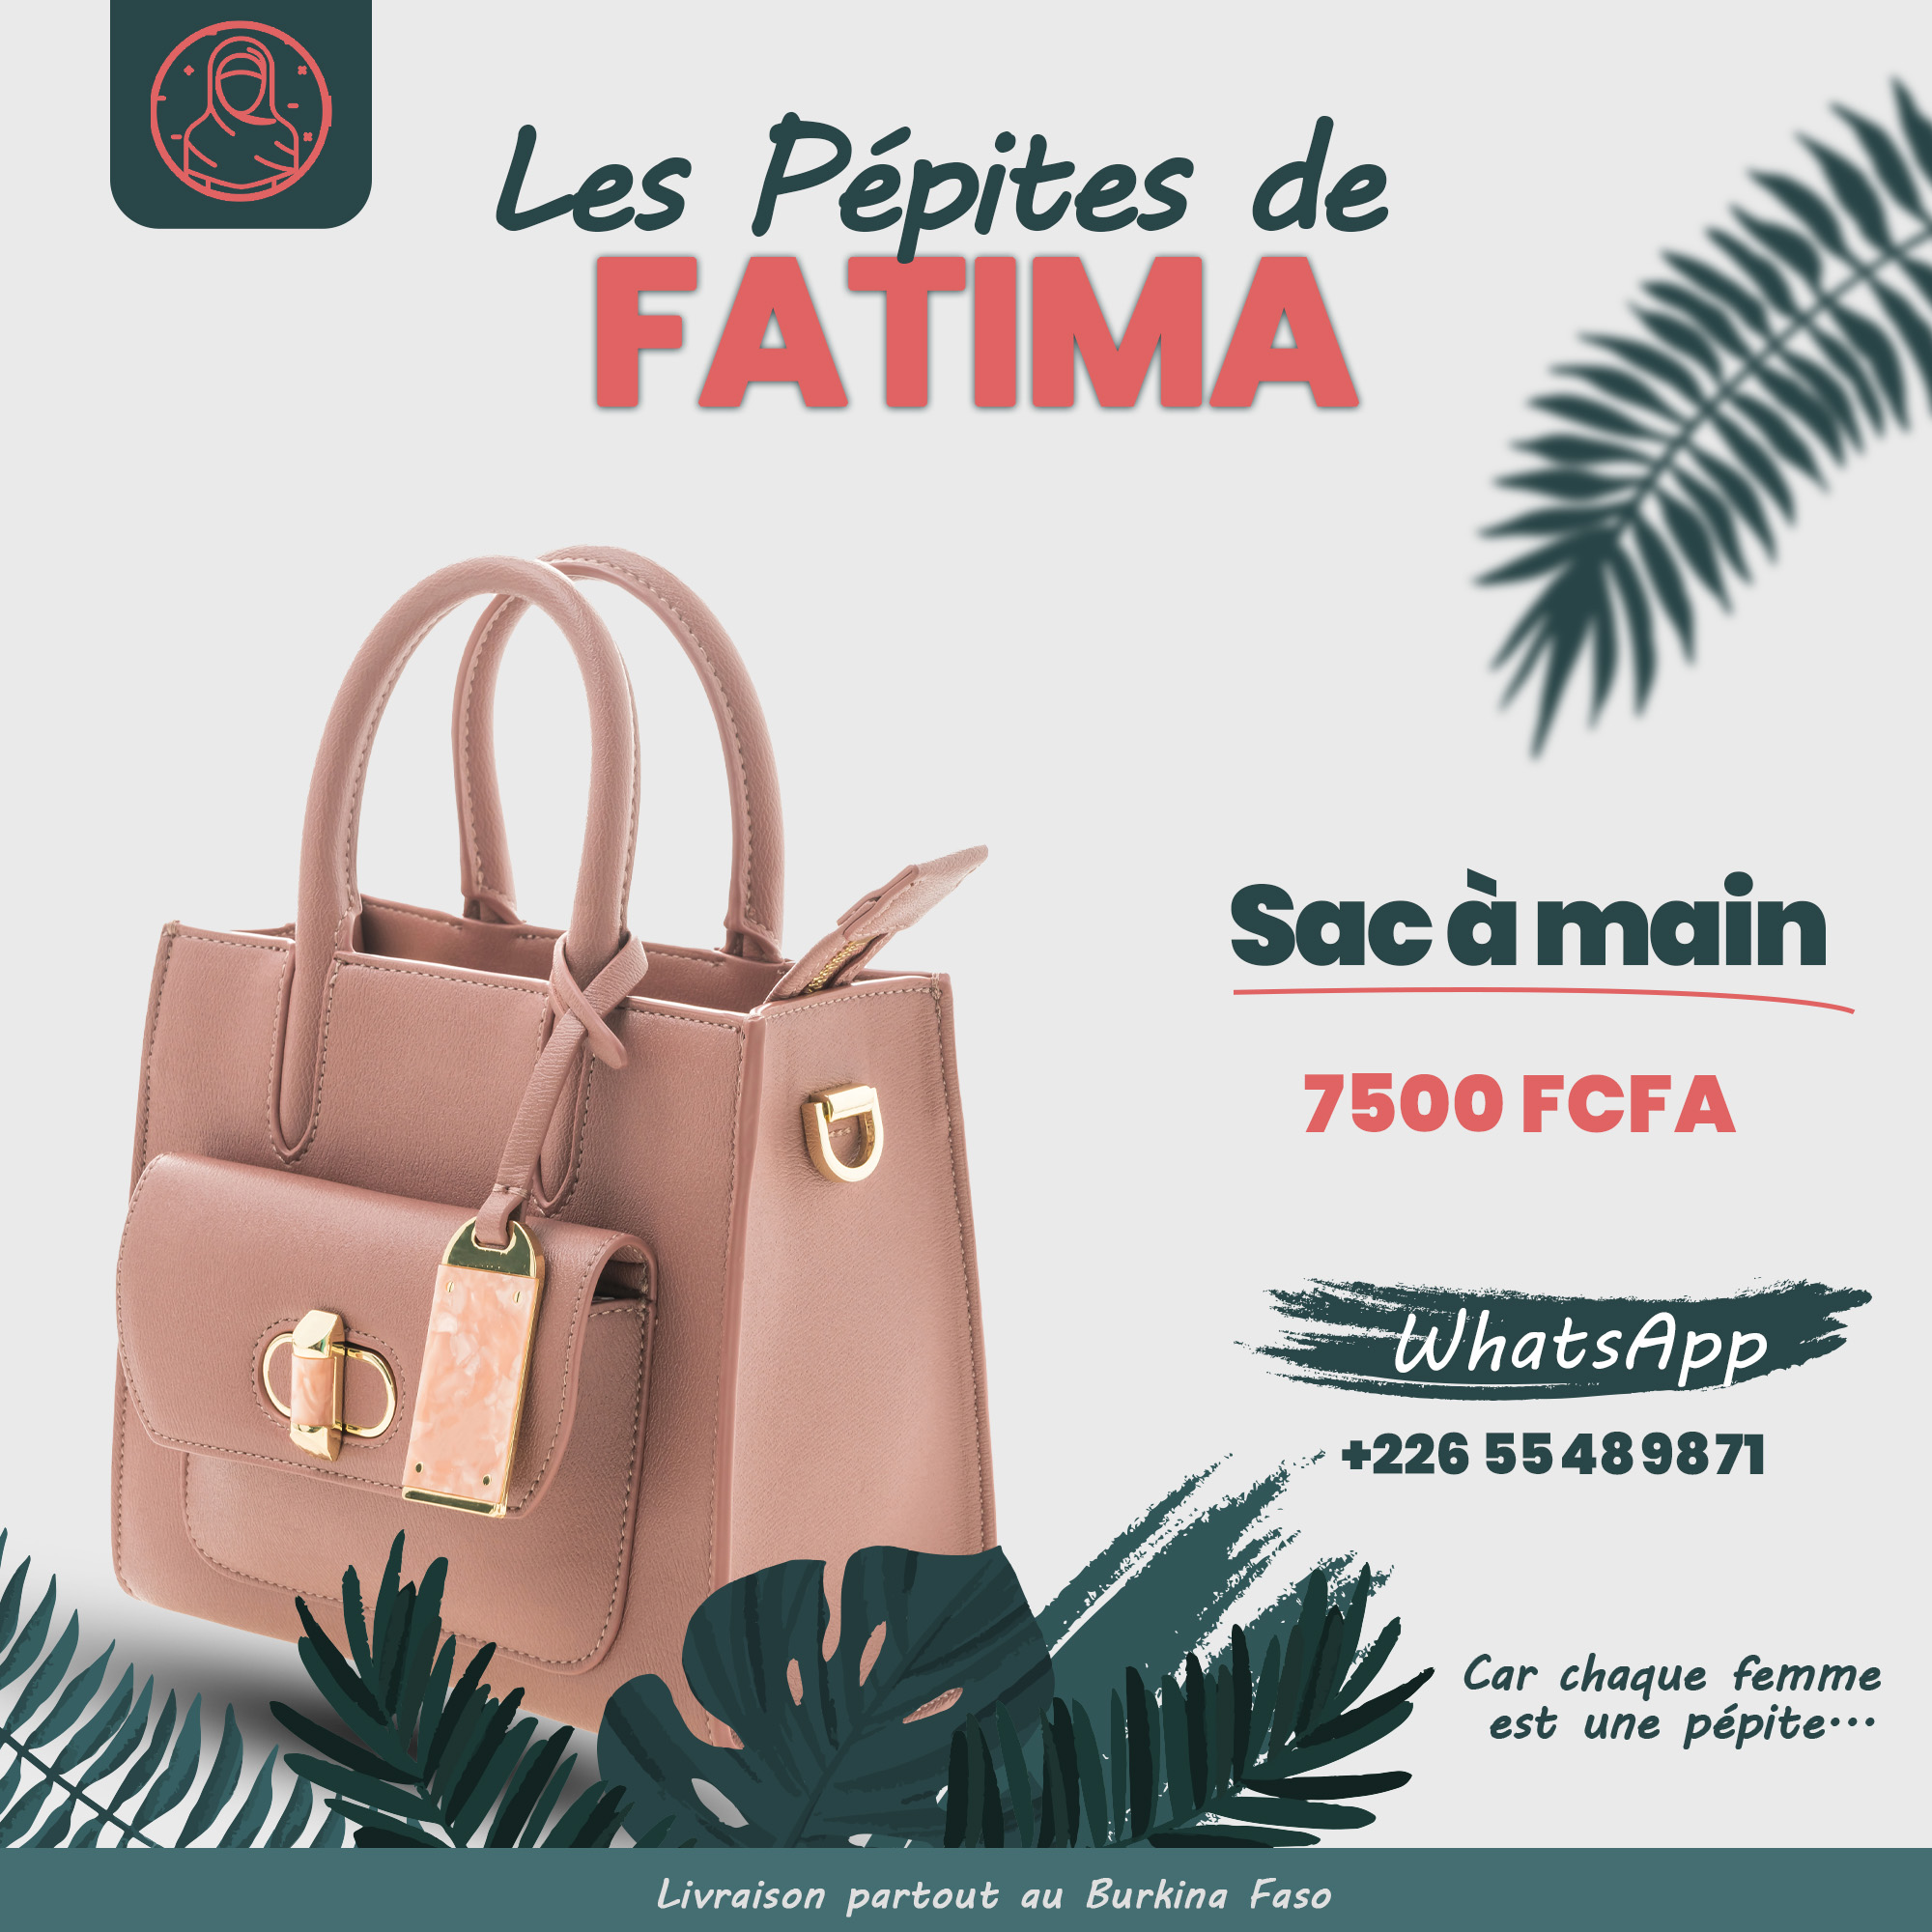 Les Pépites de
FATIMA
Sac à main
7500 FCFA
WhatsApp
+226 55 48 98 71
Car chaque femme
est une pépite...
Livraison partout au Burkina Faso